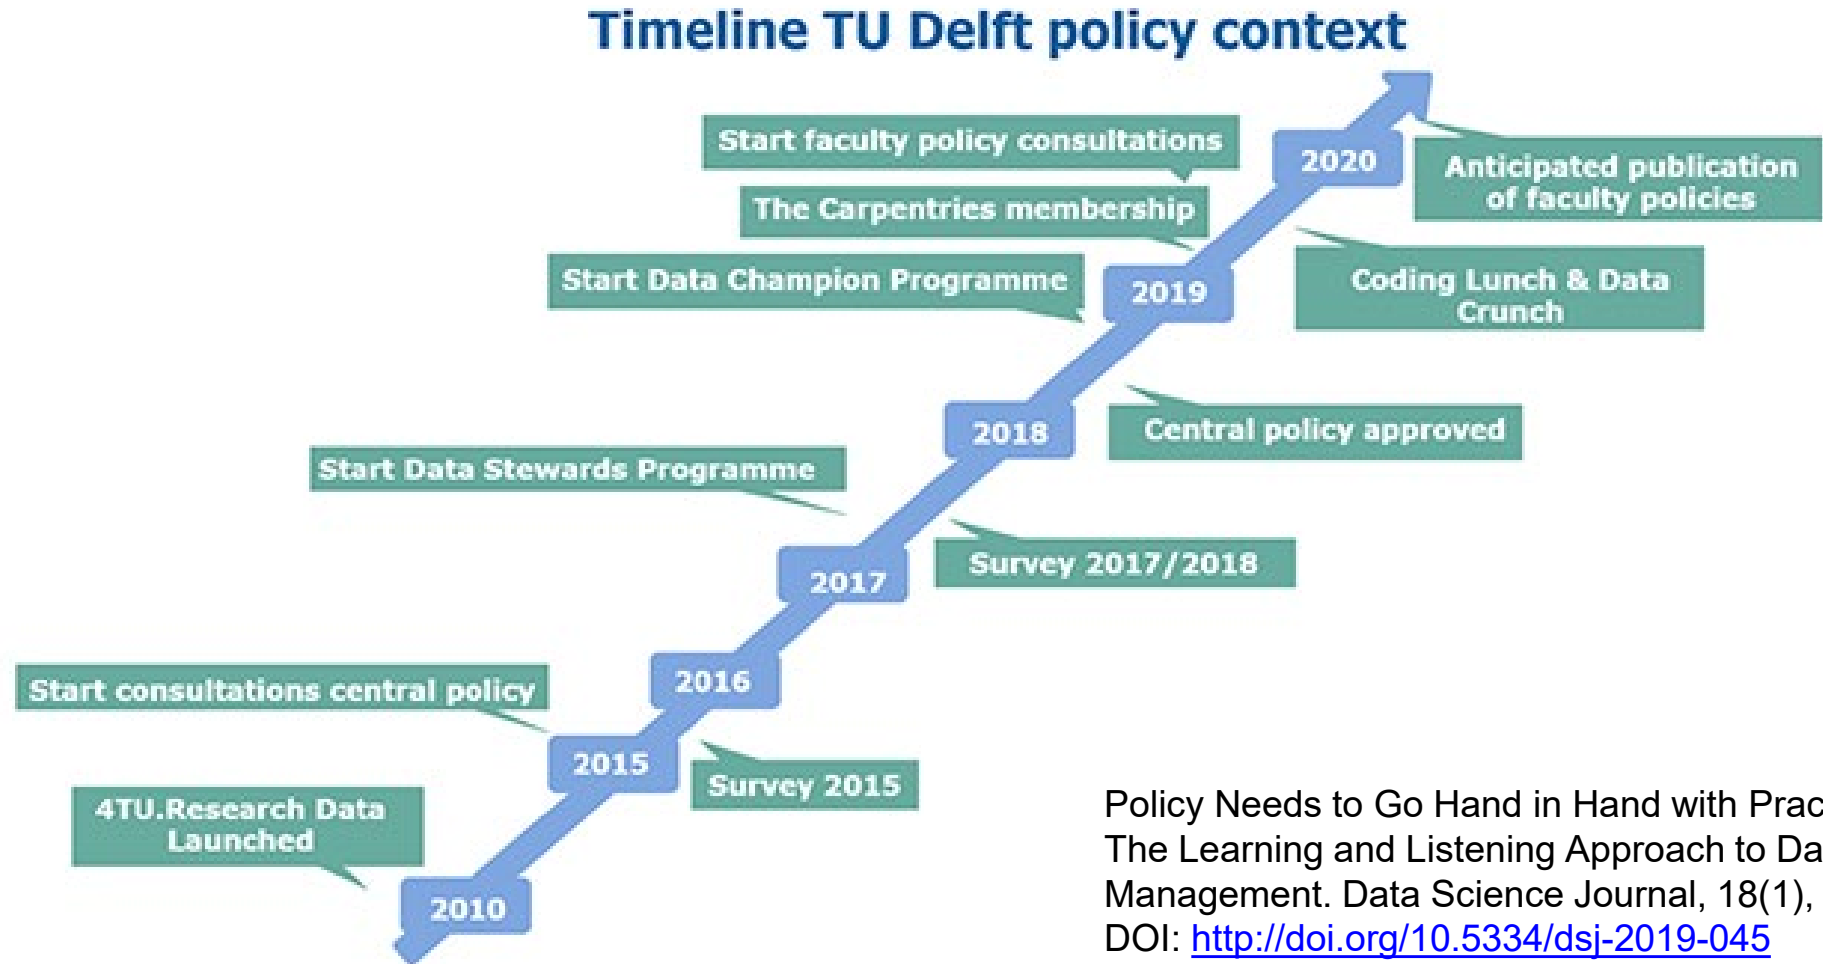 Timeline TU Delft policy context
Start faculty policy consultations
2020
Anticipated publication
of faculty policies
The Carpentries membership
Start Data Champion Programme
2019
Coding Lunch & Data
Crunch
2018
Central policy approved
Start Data Stewards Programme
Survey 2017/2018
2017
2016
Start consultations central policy
2015
Survey 2015
4TU.Research Data
Launched
2010
Policy Needs to Go Hand in Hand with
The Learning and Listening Approach to
Management. Data Science Journal, 18(1),
DOI: http://doi.org/10.5334/dsj-2019-045